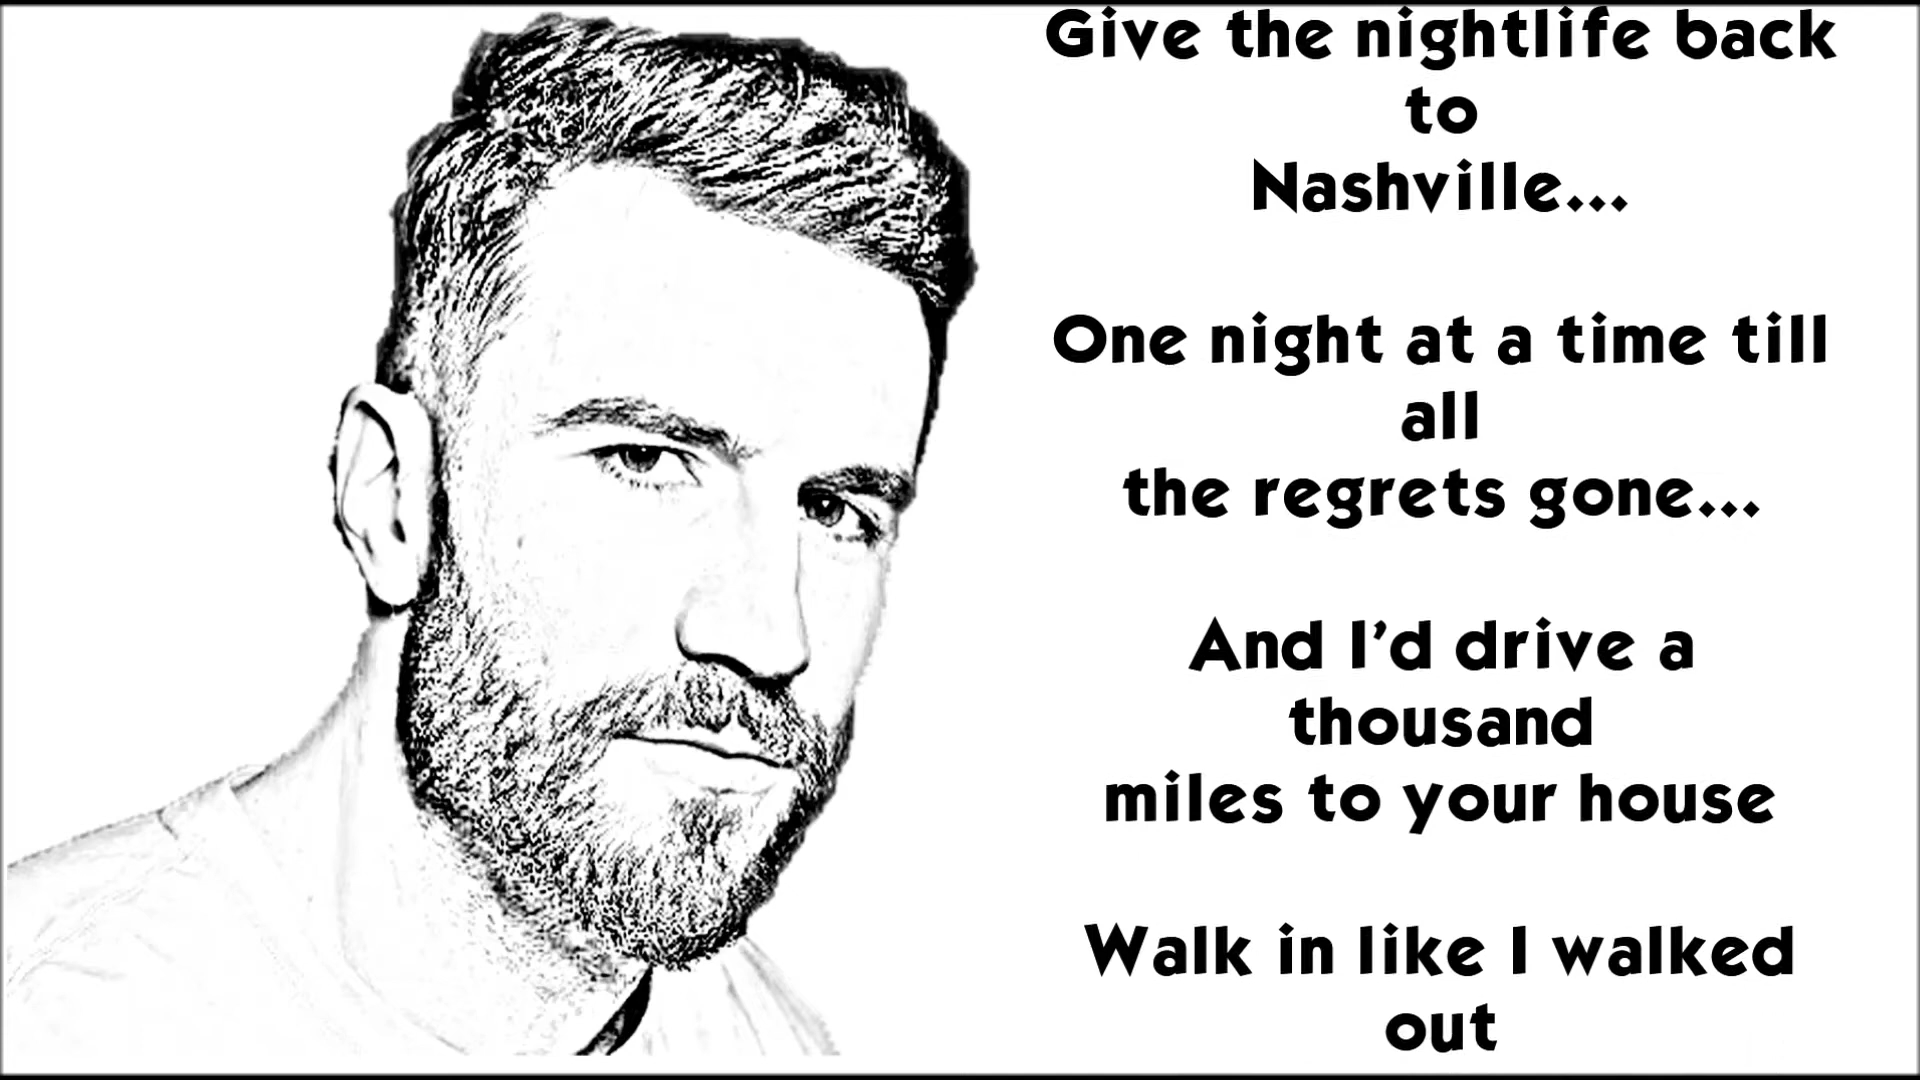 Give the nightlife back
to
Nashville...
One night at a time till
all
the regrets gone...
And I'd drive a
thousand
miles to your house
Walk in like I walked
out